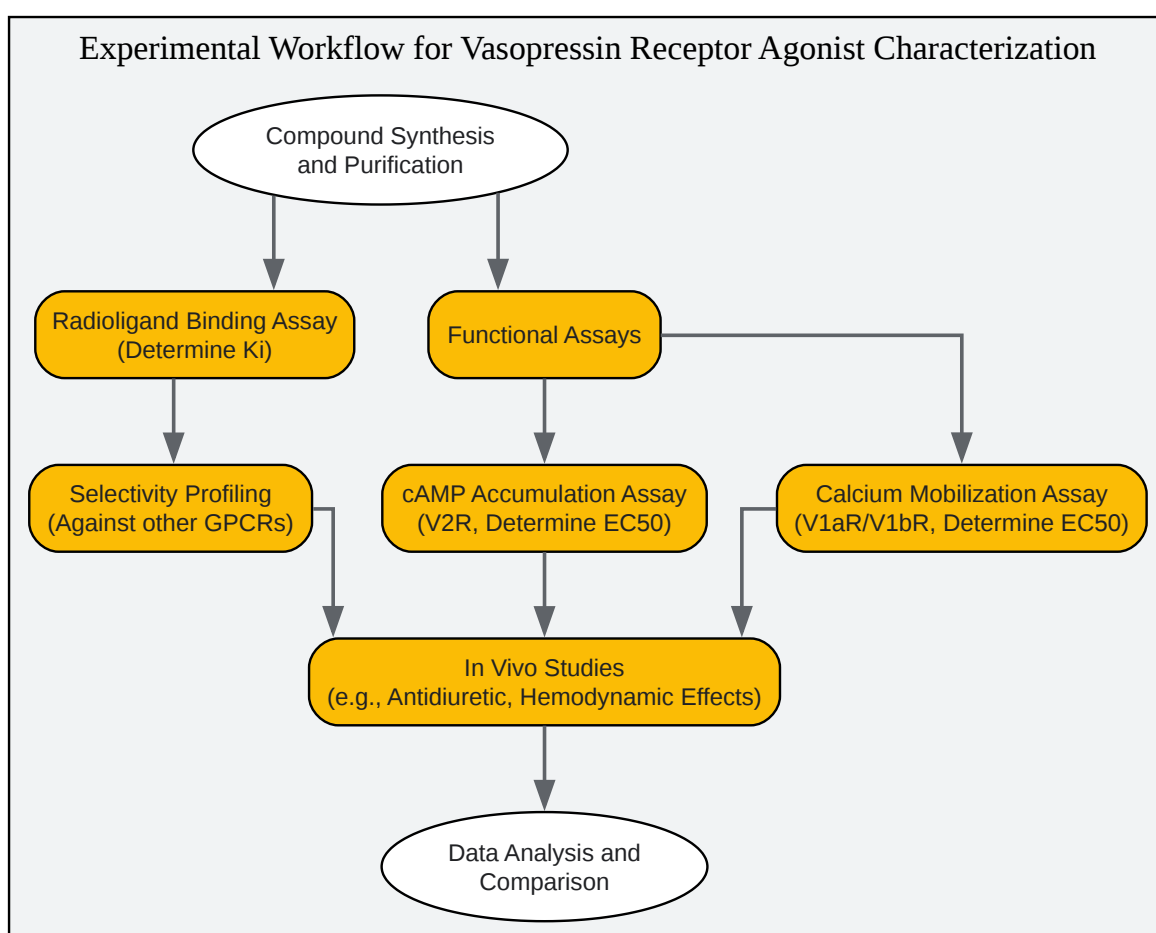 Experimental Workflow for Vasopressin Receptor Agonist Characterization
Compound Synthesis
and Purification
Radioligand Binding Assay
(Determine Ki)
Functional Assays
Selectivity Profiling
(Against other GPCRs)
cAMP Accumulation Assay
(V2R, Determine EC50)
Calcium Mobilization Assay
(V1aR/V1bR, Determine EC50)
In Vivo Studies
(e.g., Antidiuretic, Hemodynamic Effects)
Data Analysis and
Comparison